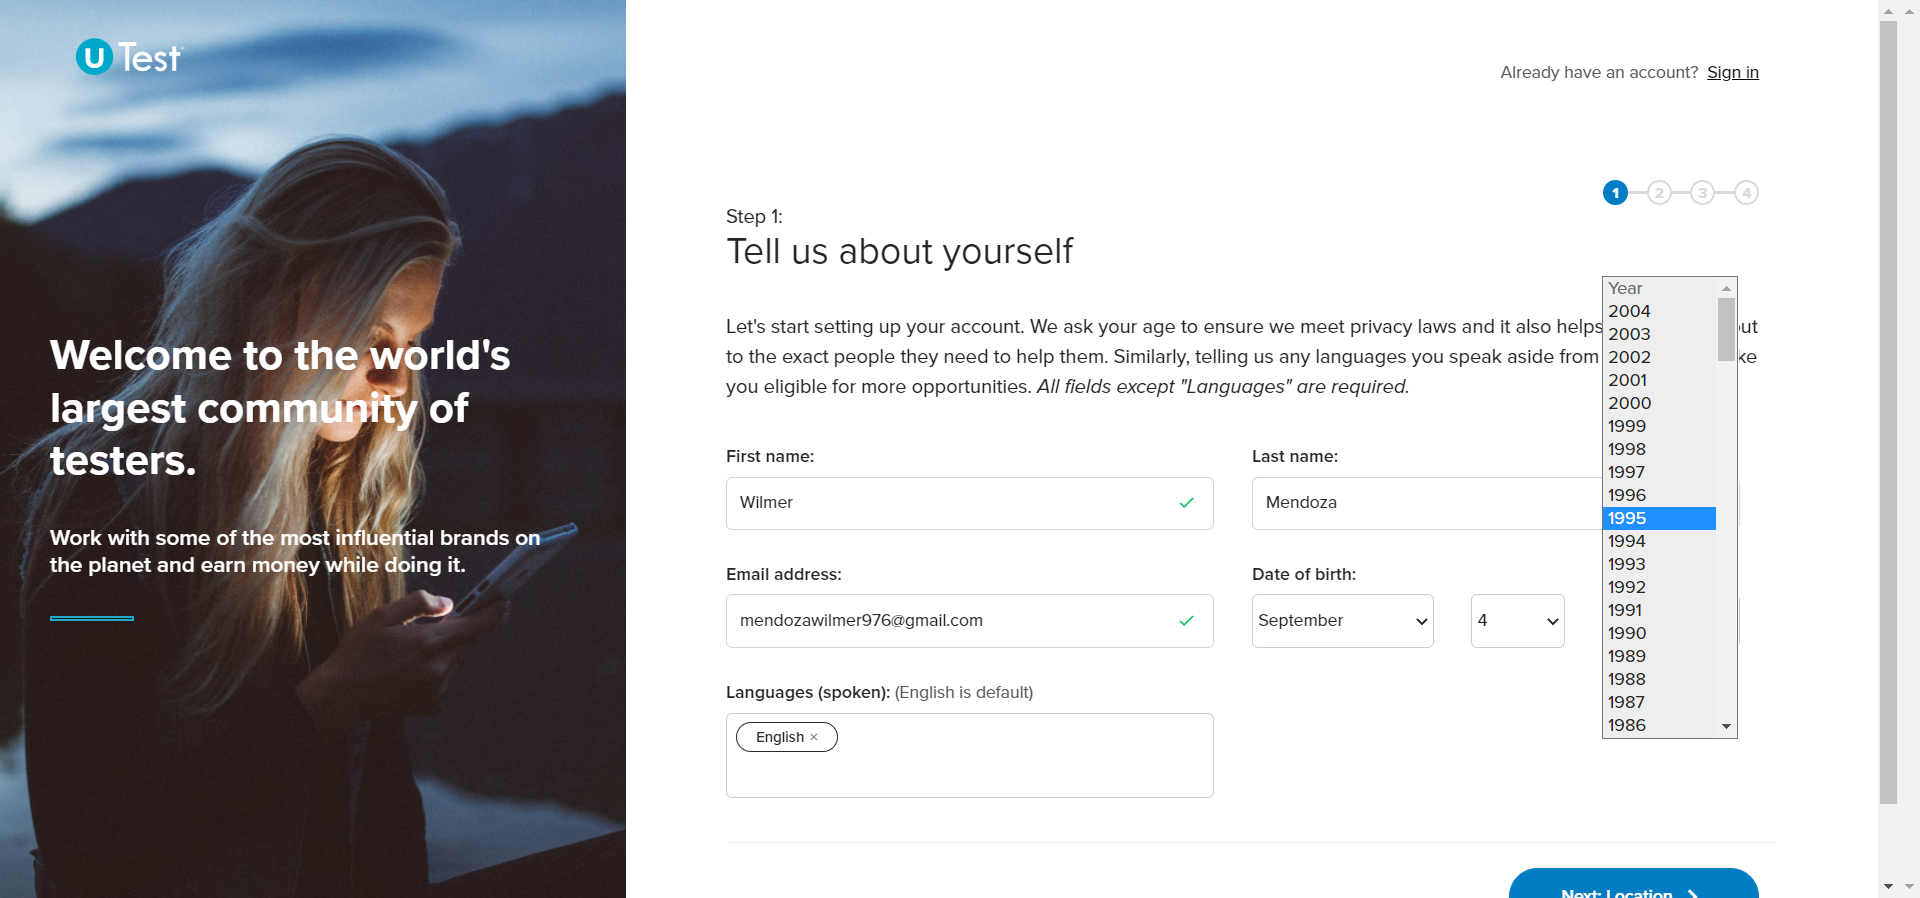 U Test
Welcome to the world's
largest community of
testers.
Work with some of the most influential brands on
the planet and earn money while doing it.
Already have an account? Sign in
1 2 3 4
Step 1:
Tell us about yourself
Let's start setting up your account. We ask your age to ensure we meet privacy laws and it also helps
to the exact people they need to help them. Similarly, telling us any languages you speak aside from
you eligible for more opportunities. All fields except "Languages" are required.
First name:
Wilmer
Last name:
Mendoza
Email address:
mendozawilmer976@gmail.com
Date of birth:
September
4
Year
2004
2003
2002
2001
2000
1999
1998
1997
1996
1995
1994
1993
1992
1991
1990
1989
1988
1987
1986
Languages (spoken): (English is default)
English ×
Next: Location